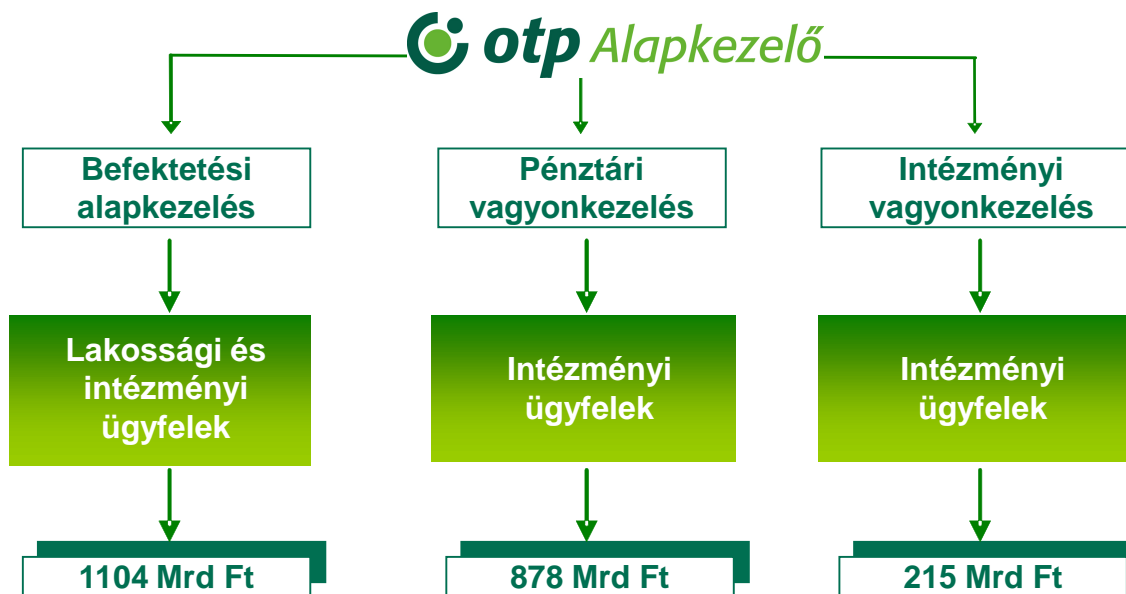 otp Alapkezelő
Befektetési
alapkezelés
Pénztári
vagyonkezelés
Intézményi
vagyonkezelés
Lakossági és
intézményi
ügyfelek
Intézményi
ügyfelek
Intézményi
ügyfelek
1104 Mrd Ft
878 Mrd Ft
215 Mrd Ft